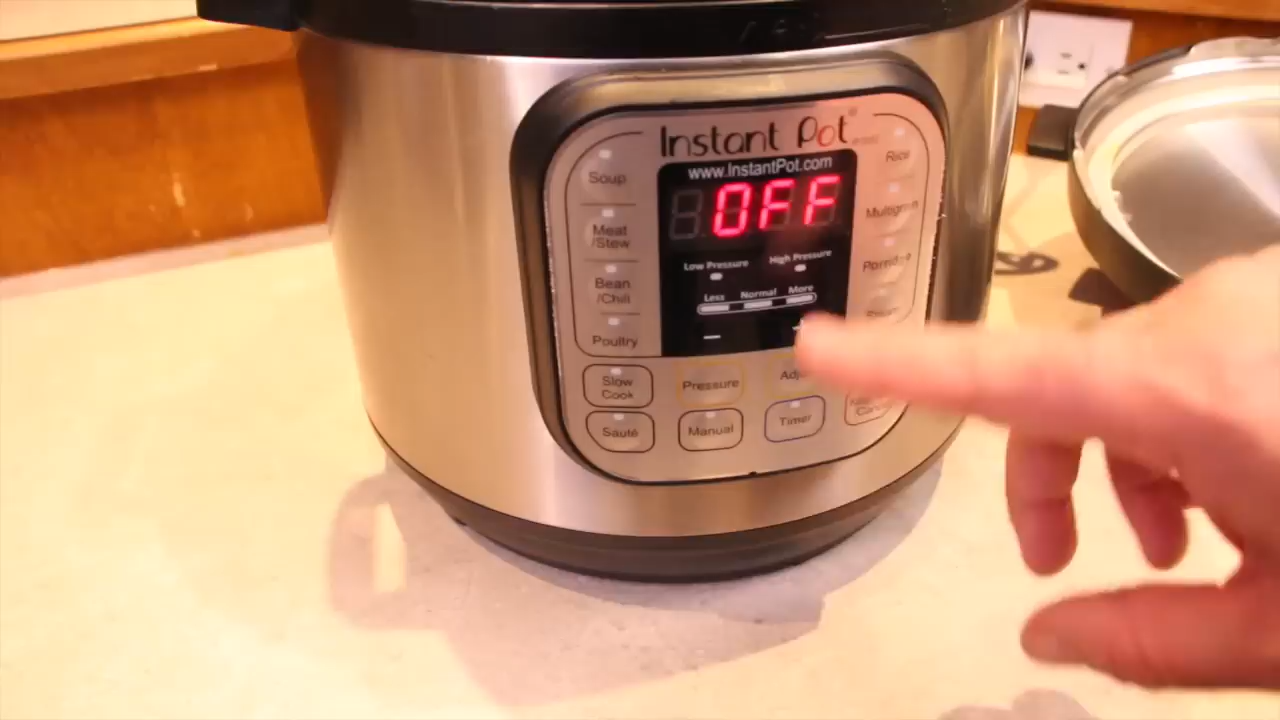 Instant Pot
www.InstantPot.com
OFF
Low Pressure
High Pressure
Less
Normal
More
Soup
Meat
/Stew
Bean
/Chili
Poultry
Rice
Multigrain
Slow
Cook
Pressure
Sauté
Manual
Timer